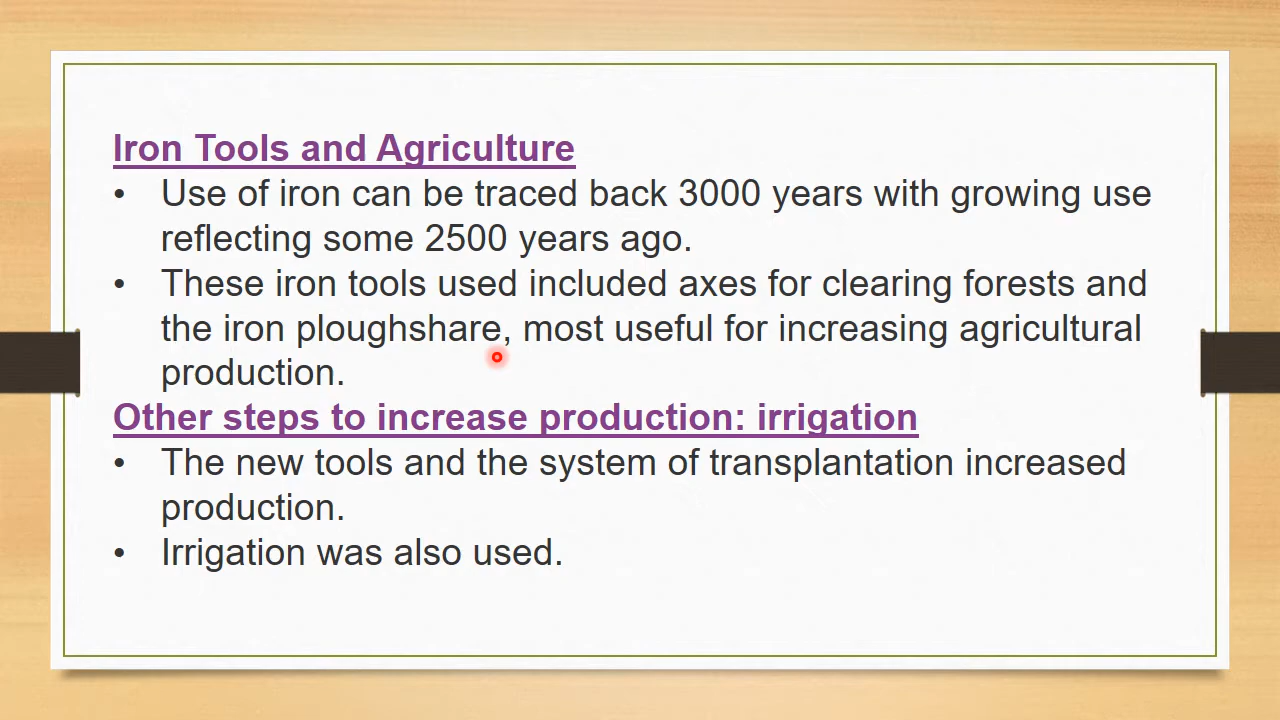 Iron Tools and Agriculture
• Use of iron can be traced back 3000 years with growing use
reflecting some 2500 years ago.
• These iron tools used included axes for clearing forests and
the iron ploughshare, most useful for increasing agricultural
production.
Other steps to increase production: irrigation
• The new tools and the system of transplantation increased
production.
• Irrigation was also used.